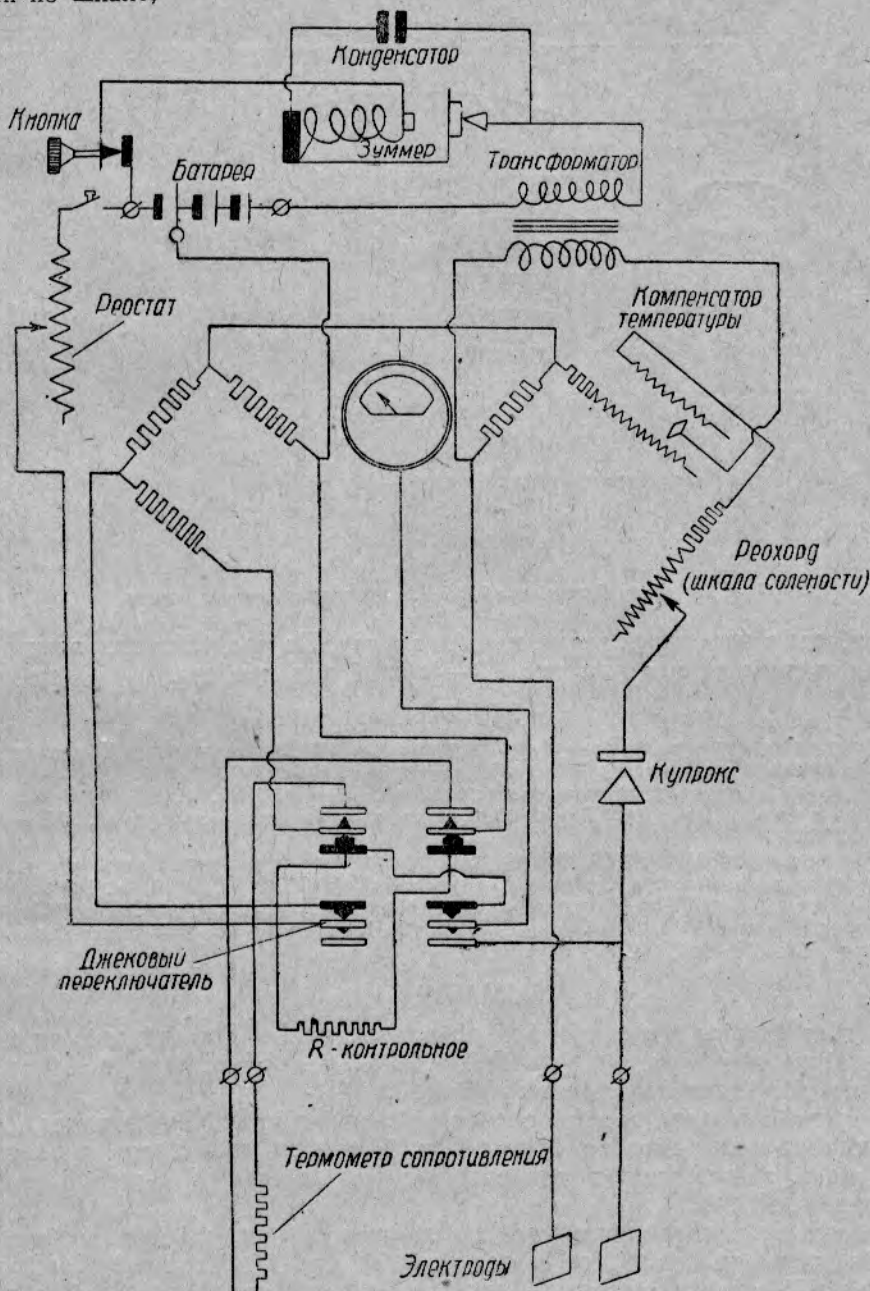 Конденсатор
Кнопка
Зуммер
Батарея
Трансформатор
Компенсатор
температуры
Реостат
Реохорд
(шкала солености)
Купрокс
Джековый
переключатель
R - контрольное
Термометр сопротивления
Электроды